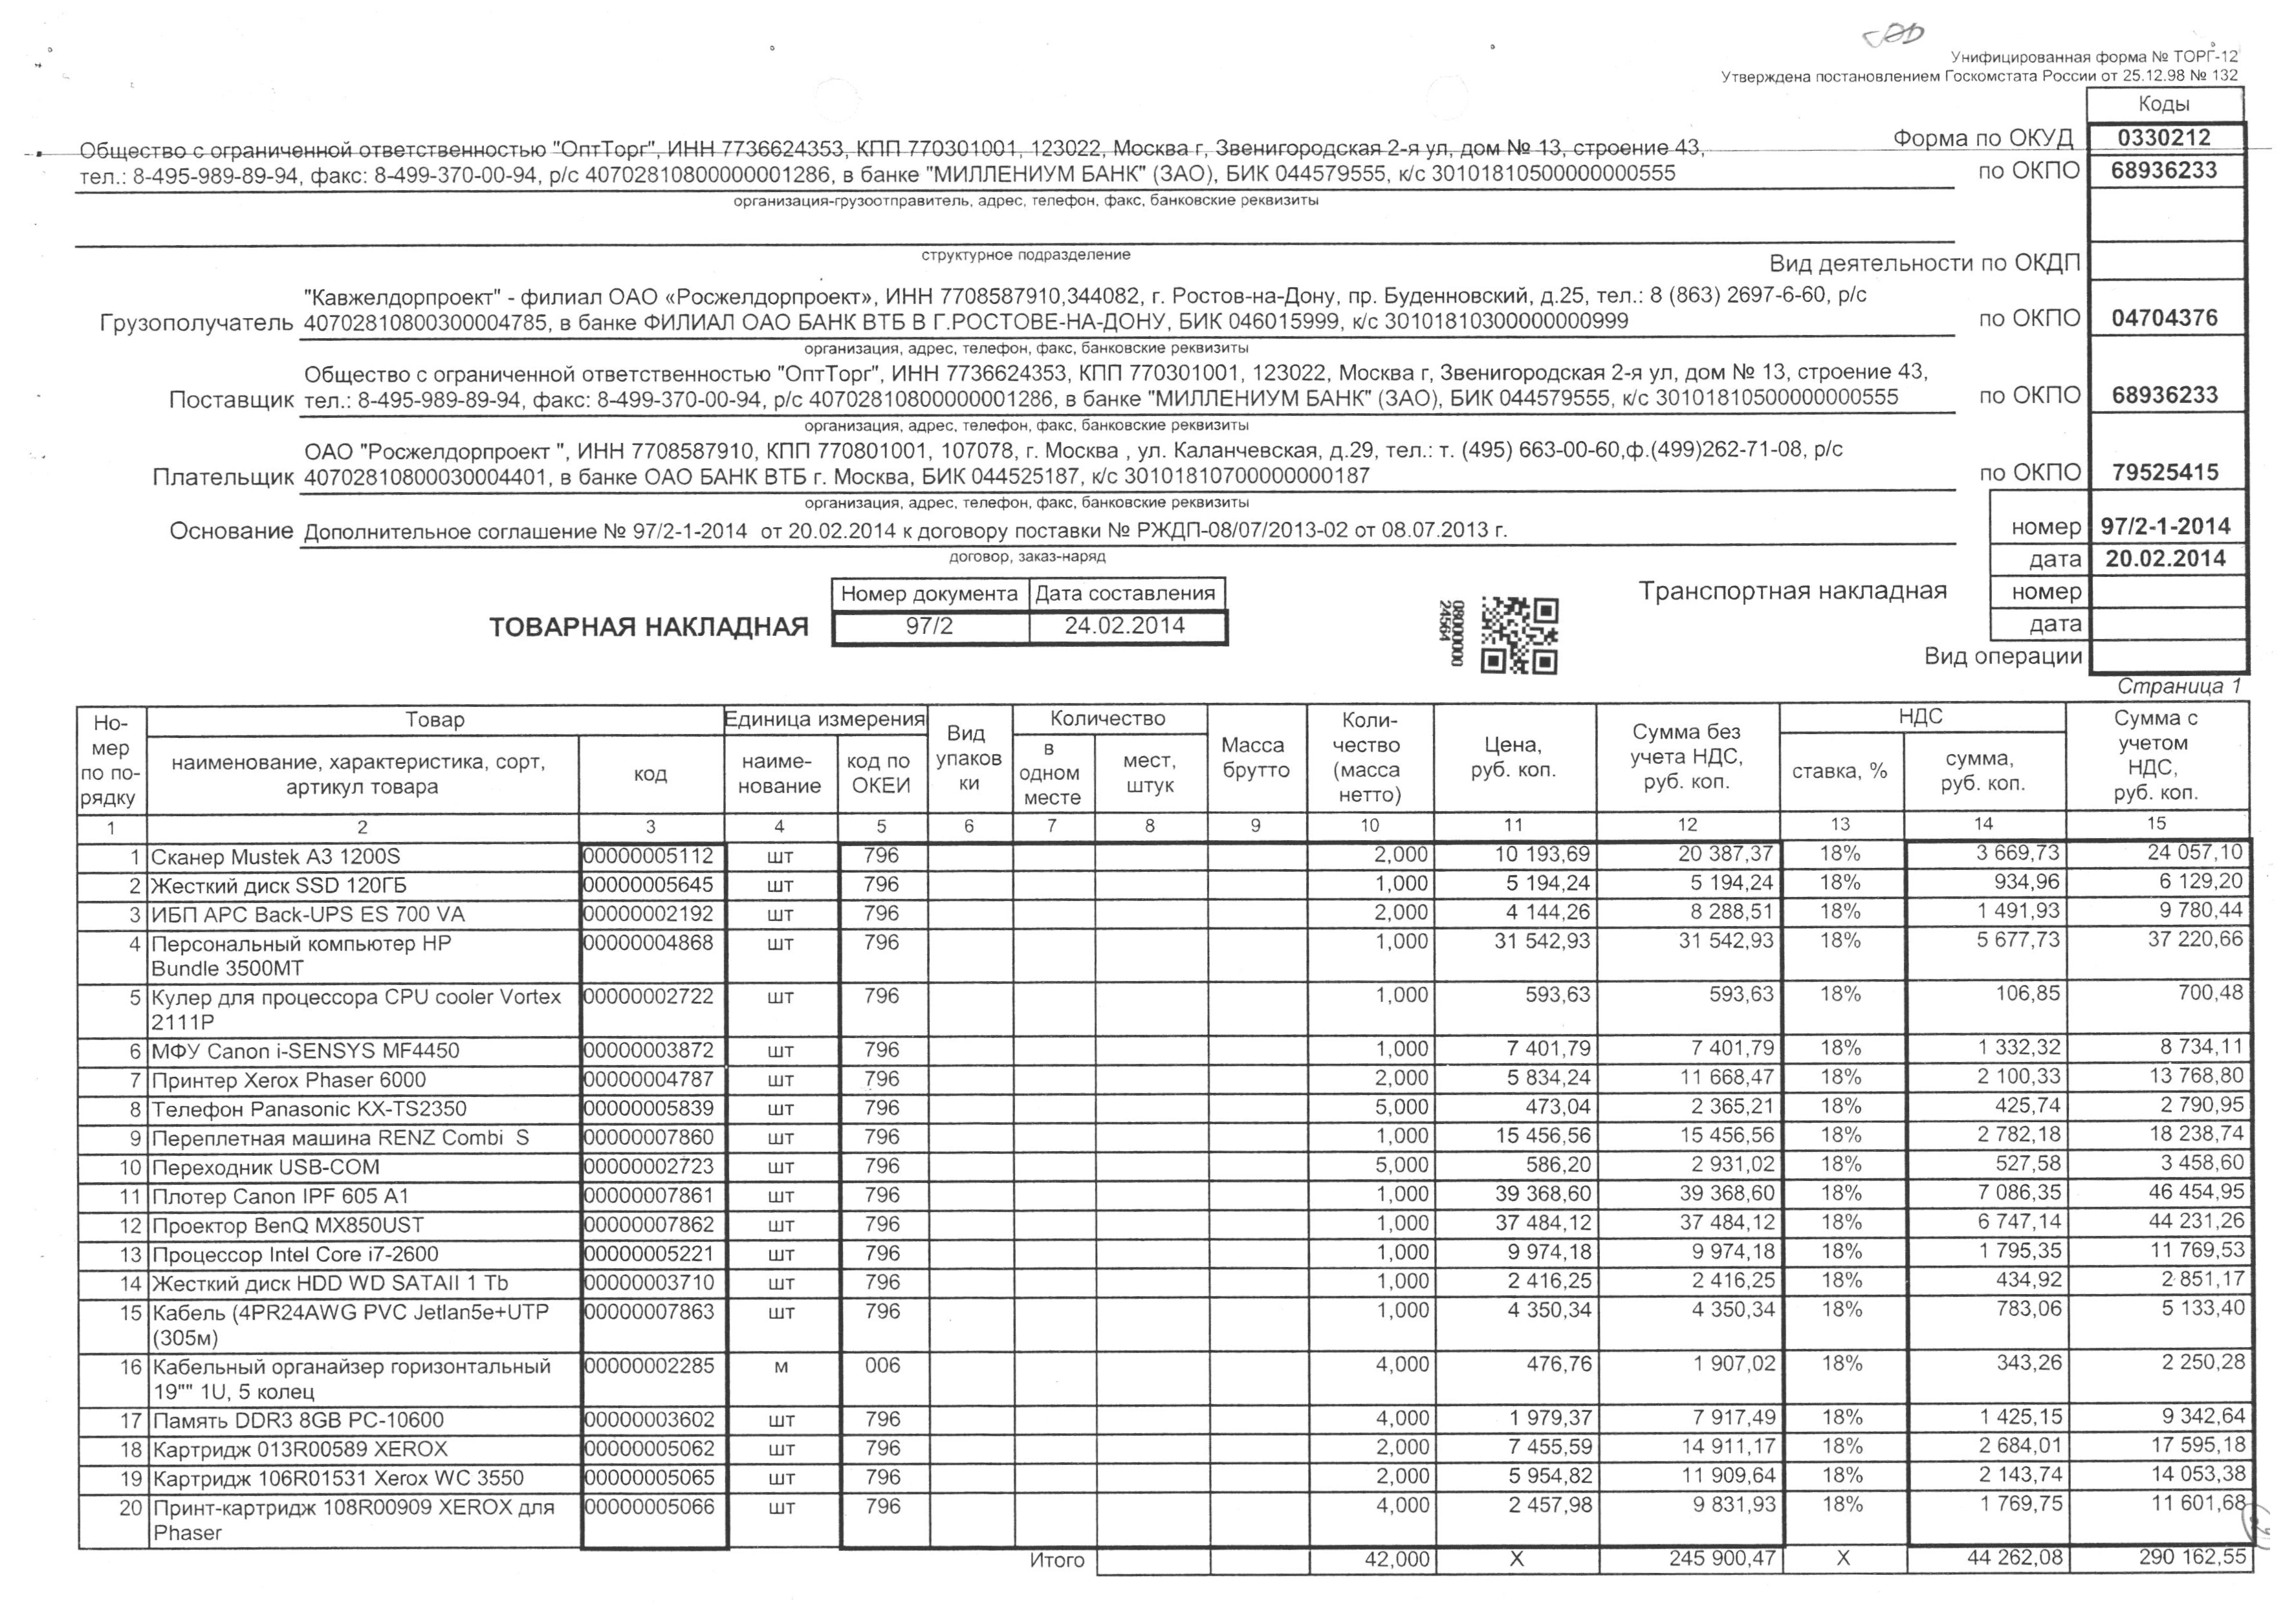 Унифицированная форма № ТОРГ-12
Утверждена постановлением Госкомстата России от 25.12.98 № 132
Коды
Форма по ОКУД 0330212
Общество с ограниченной ответственностью "ОптТорг", ИНН 7736624353, КПП 770301001, 123022, Москва г, Звенигородская 2-я ул, дом № 13, строение 43,
тел.: 8-495-989-89-94, факс: 8-499-370-00-94, р/с 40702810800000001286, в банке "МИЛЛЕНИУМ БАНК" (ЗАО), БИК 044579555, к/с 30101810500000000555 по ОКПО 68936233
организация-грузоотправитель, адрес, телефон, факс, банковские реквизиты
структурное подразделение
Вид деятельности по ОКДП
"Кавжелдорпроект" - филиал ОАО «Росжелдорпроект», ИНН 7708587910,344082, г. Ростов-на-Дону, пр. Буденновский, д.25, тел.: 8 (863) 2697-6-60, р/с
Грузополучатель 40702810800300004785, в банке ФИЛИАЛ ОАО БАНК ВТБ В Г.РОСТОВЕ-НА-ДОНУ, БИК 046015999, к/с 30101810300000000999 по ОКПО 04704376
организация, адрес, телефон, факс, банковские реквизиты
Общество с ограниченной ответственностью "ОптТорг", ИНН 7736624353, КПП 770301001, 123022, Москва г, Звенигородская 2-я ул, дом № 13, строение 43,
Поставщик тел.: 8-495-989-89-94, факс: 8-499-370-00-94, р/с 40702810800000001286, в банке "МИЛЛЕНИУМ БАНК" (ЗАО), БИК 044579555, к/с 30101810500000000555 по ОКПО 68936233
организация, адрес, телефон, факс, банковские реквизиты
ОАО "Росжелдорпроект ", ИНН 7708587910, КПП 770801001, 107078, г. Москва , ул. Каланчевская, д.29, тел.: т. (495) 663-00-60,ф.(499)262-71-08, р/с
Плательщик 40702810800030004401, в банке ОАО БАНК ВТБ г. Москва, БИК 044525187, к/с 30101810700000000187 по ОКПО 79525415
организация, адрес, телефон, факс, банковские реквизиты
Основание Дополнительное соглашение № 97/2-1-2014 от 20.02.2014 к договору поставки № РЖДП-08/07/2013-02 от 08.07.2013 г. номер 97/2-1-2014
договор, заказ-наряд
дата 20.02.2014
Номер документа Дата составления
Транспортная накладная номер
ТОВАРНАЯ НАКЛАДНАЯ 97/2 24.02.2014
08000000
24564
дата
Вид операции
Страница 1
Но-
мер
по по-
рядку
Товар
наименование, характеристика, сорт,
артикул товара
код
Единица измерения
наиме-
нование
код по
ОКЕИ
Вид
упаков
ки
Количество
в
одном
месте
мест,
штук
Масса
брутто
Коли-
чество
(масса
нетто)
Цена,
руб. коп.
Сумма без
учета НДС,
руб. коп.
НДС
ставка, %
сумма,
руб. коп.
Сумма с
учетом
НДС,
руб. коп.
1 2 3 4 5 6 7 8 9 10 11 12 13 14 15
1 Сканер Mustek A3 1200S 00000005112 шт 796 2,000 10 193,69 20 387,37 18% 3 669,73 24 057,10
2 Жесткий диск SSD 120ГБ 00000005645 шт 796 1,000 5 194,24 5 194,24 18% 934,96 6 129,20
3 ИБП APC Back-UPS ES 700 VA 00000002192 шт 796 2,000 4 144,26 8 288,51 18% 1 491,93 9 780,44
4 Персональный компьютер HP 00000004868 шт 796 1,000 31 542,93 31 542,93 18% 5 677,73 37 220,66
Bundle 3500MT
5 Кулер для процессора CPU cooler Vortex 00000002722 шт 796 1,000 593,63 593,63 18% 106,85 700,48
2111P
6 МФУ Canon i-SENSYS MF4450 00000003872 шт 796 1,000 7 401,79 7 401,79 18% 1 332,32 8 734,11
7 Принтер Xerox Phaser 6000 00000004787 шт 796 2,000 5 834,24 11 668,47 18% 2 100,33 13 768,80
8 Телефон Panasonic KX-TS2350 00000005839 шт 796 5,000 473,04 2 365,21 18% 425,74 2 790,95
9 Переплетная машина RENZ Combi S 00000007860 шт 796 1,000 15 456,56 15 456,56 18% 2 782,18 18 238,74
10 Переходник USB-COM 00000002723 шт 796 5,000 586,20 2 931,02 18% 527,58 3 458,60
11 Плотер Canon IPF 605 A1 00000007861 шт 796 1,000 39 368,60 39 368,60 18% 7 086,35 46 454,95
12 Проектор BenQ MX850UST 00000007862 шт 796 1,000 37 484,12 37 484,12 18% 6 747,14 44 231,26
13 Процессор Intel Core i7-2600 00000005221 шт 796 1,000 9 974,18 9 974,18 18% 1 795,35 11 769,53
14 Жесткий диск HDD WD SATAII 1 Tb 00000003710 шт 796 1,000 2 416,25 2 416,25 18% 434,92 2 851,17
15 Кабель (4PR24AWG PVC Jetlan5e+UTP 00000007863 шт 796 1,000 4 350,34 4 350,34 18% 783,06 5 133,40
(305м)
16 Кабельный органайзер горизонтальный 00000002285 м 006 4,000 476,76 1 907,02 18% 343,26 2 250,28
19"" 1U, 5 колец
17 Память DDR3 8GB PC-10600 00000003602 шт 796 4,000 1 979,37 7 917,49 18% 1 425,15 9 342,64
18 Картридж 013R00589 XEROX 00000005062 шт 796 2,000 7 455,59 14 911,17 18% 2 684,01 17 595,18
19 Картридж 106R01531 Xerox WC 3550 00000005065 шт 796 2,000 5 954,82 11 909,64 18% 2 143,74 14 053,38
20 Принт-картридж 108R00909 XEROX для 00000005066 шт 796 4,000 2 457,98 9 831,93 18% 1 769,75 11 601,68
Phaser
Итого 42,000 X 245 900,47 X 44 262,08 290 162,55